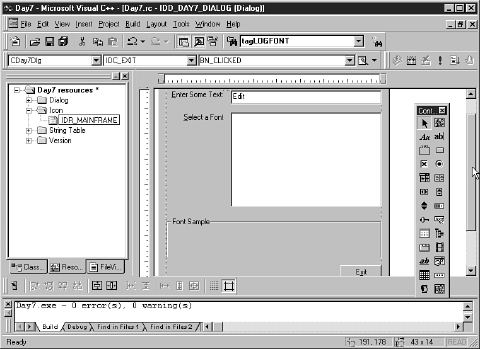 Day7 - Microsoft Visual C++ - [Day7.rc - IDD_DAY7_DIALOG (Dialog)]
File Edit View Insert Project Build Layout Tools Window Help
tagLOGFONT
CDay7Dlg IDC_EXIT BN_CLICKED
Day7 resources *
Dialog
Icon
IDR_MAINFRAME
String Table
Version
Class... Reso... FileVi...
Enter Some Text: Edit
Select a Font
Font Sample
Exit
Cont...
Aa ab|
Day7.exe - 0 error(s), 0 warning(s)
Build Debug Find in Files 1 Find in Files 2
Ready 191, 178 43 x 14 READ